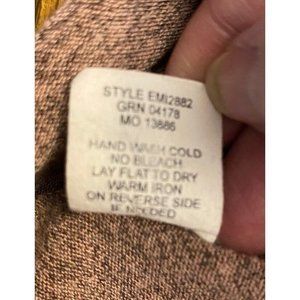 STYLE EMI2882
GRN 04178
MO 13886
HAND WASH COLD
NO BLEACH
LAY FLAT TO DRY
WARM IRON
ON REVERSE SIDE
IF NEEDED